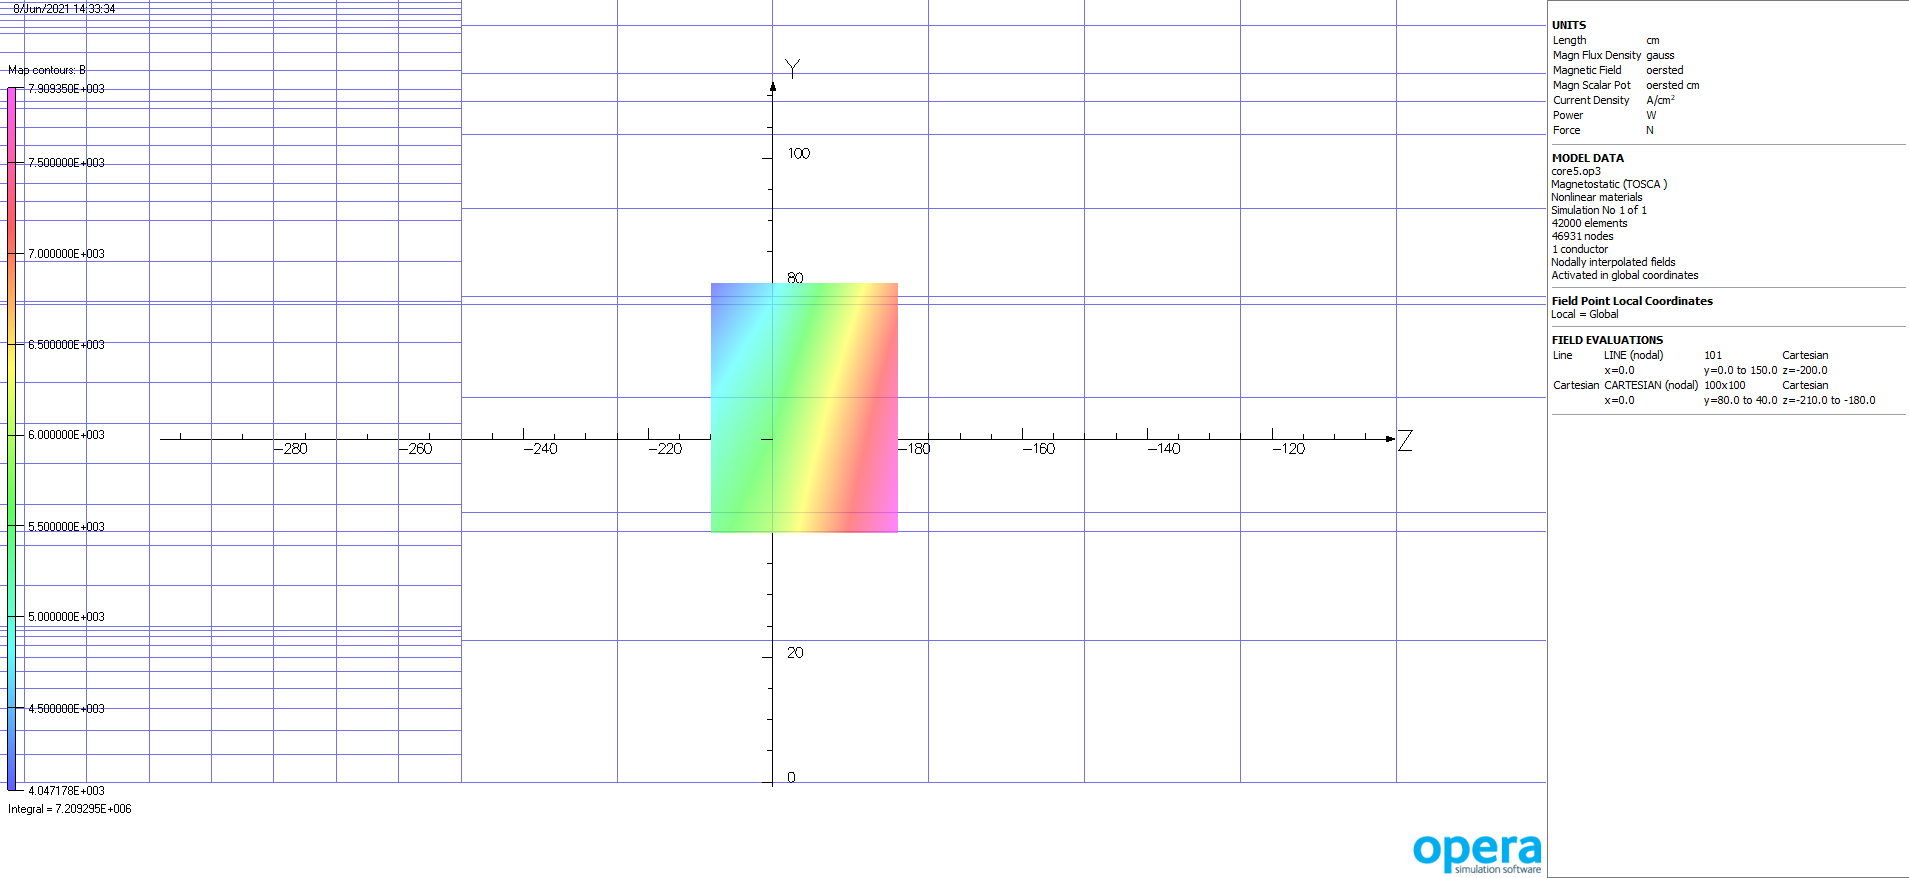 8/Jun/2021 14:33:34
Map contours: B
7.909350E+003
7.500000E+003
7.000000E+003
6.500000E+003
6.000000E+003
5.500000E+003
5.000000E+003
4.500000E+003
4.047178E+003
Integral = 7.209295E+006
Y
100
80
20
0
−280 −260 −240 −220 −180 −160 −140 −120 Z
UNITS
Length cm
Magn Flux Density gauss
Magnetic Field oersted
Magn Scalar Pot oersted cm
Current Density A/cm²
Power W
Force N
MODEL DATA
core5.op3
Magnetostatic (TOSCA )
Nonlinear materials
Simulation No 1 of 1
42000 elements
46931 nodes
1 conductor
Nodally interpolated fields
Activated in global coordinates
Field Point Local Coordinates
Local = Global
FIELD EVALUATIONS
Line LINE (nodal) 101 Cartesian
x=0.0 y=0.0 to 150.0 z=-200.0
Cartesian CARTESIAN (nodal) 100x100 Cartesian
x=0.0 y=80.0 to 40.0 z=-210.0 to -180.0
opera
simulation software